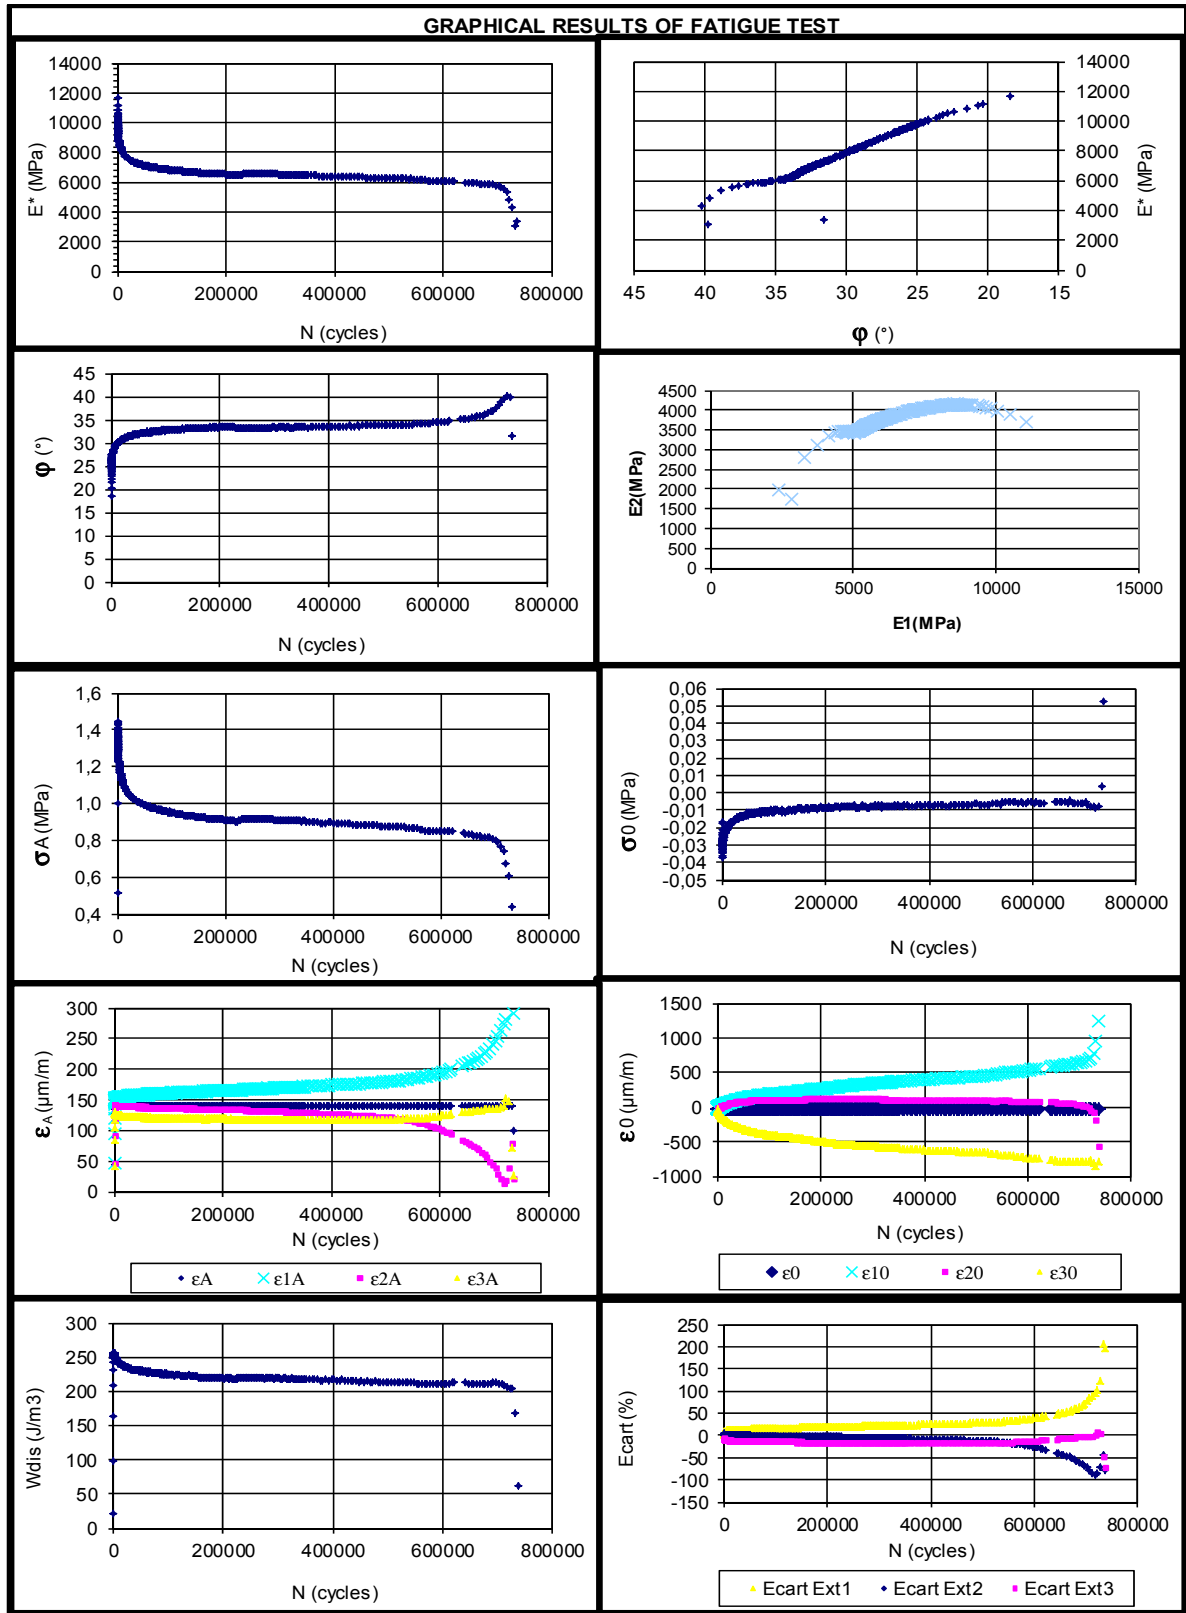 GRAPHICAL RESULTS OF FATIGUE TEST
14000
12000
10000
8000
6000
4000
2000
0
E* (MPa)
0 200000 400000 600000 800000
N (cycles)
14000
12000
10000
8000
6000
4000
2000
0
E* (MPa)
45 40 35 30 25 20 15
φ (°)
45
40
35
30
25
20
15
10
5
0
φ (°)
0 200000 400000 600000 800000
N (cycles)
4500
4000
3500
3000
2500
2000
1500
1000
500
0
E2(MPa)
0 5000 10000 15000
E1(MPa)
1,6
1,4
1,2
1,0
0,8
0,6
0,4
σA (MPa)
0 200000 400000 600000 800000
N (cycles)
0,06
0,05
0,04
0,03
0,02
0,01
0,00
-0,01
-0,02
-0,03
-0,04
-0,05
σ0 (MPa)
0 200000 400000 600000 800000
N (cycles)
300
250
200
150
100
50
0
εA (µm/m)
0 200000 400000 600000 800000
N (cycles)
εA ε1A ε2A ε3A
1500
1000
500
0
-500
-1000
ε0 (µm/m)
0 200000 400000 600000 800000
N (cycles)
ε0 ε10 ε20 ε30
300
250
200
150
100
50
0
Wdis (J/m3)
0 200000 400000 600000 800000
N (cycles)
250
200
150
100
50
0
-50
-100
-150
Ecart (%)
0 200000 400000 600000 800000
N (cycles)
Ecart Ext1 Ecart Ext2 Ecart Ext3